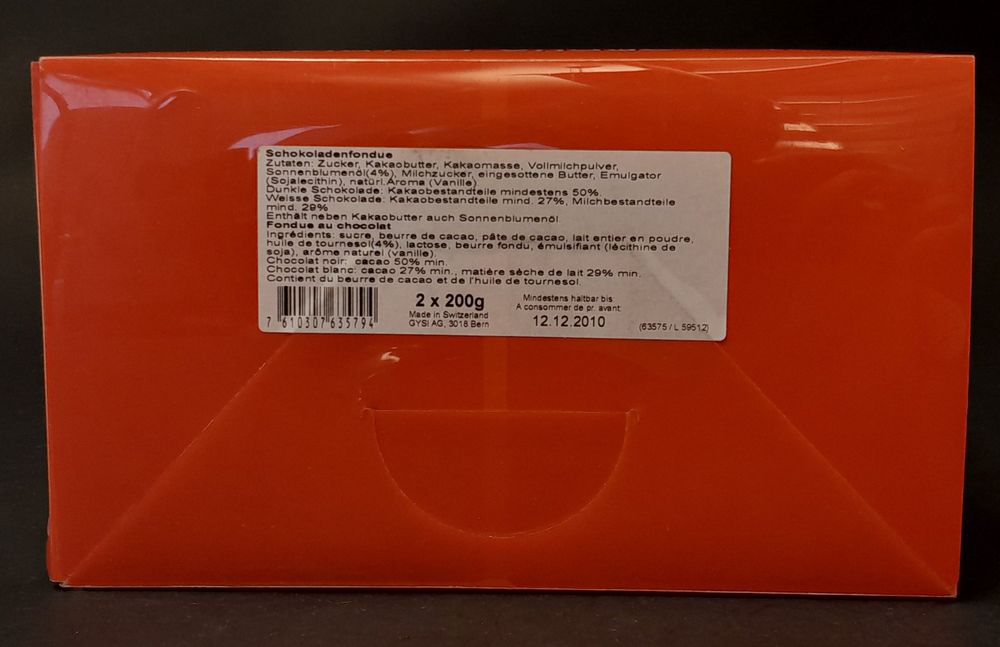 Schokoladenfondue
Zutaten: Zucker, Kakaobutter, Kakaomasse, Vollmilchpulver,
Sonnenblumenöl(4%), Milchzucker, eingesottene Butter, Emulgator
(Sojalecithin), natürl.Aroma (Vanille).
Dunkle Schokolade: Kakaobestandteile mindestens 50%.
Weisse Schokolade: Kakaobestandteile mind. 27%, Milchbestandteile
mind. 29%
Enthält neben Kakaobutter auch Sonnenblumenöl
Fondue au chocolat
Ingrédients: sucre, beurre de cacao, pâte de cacao, lait entier en poudre,
huile de tournesol(4%), lactose, beurre fondu, émulsifiant (lécithine de
soja), arôme naturel (vanille).
Chocolat noir: cacao 50% min.
Chocolat blanc: cacao 27% min., matière sèche de lait 29% min.
Contient du beurre de cacao et de l'huile de tournesol.
7 610307 635794
2 x 200g
Made in Switzerland
GYSI AG, 3018 Bern
Mindestens haltbar bis
A consommer de pr. avant
12.12.2010
(63575 / L 59512)